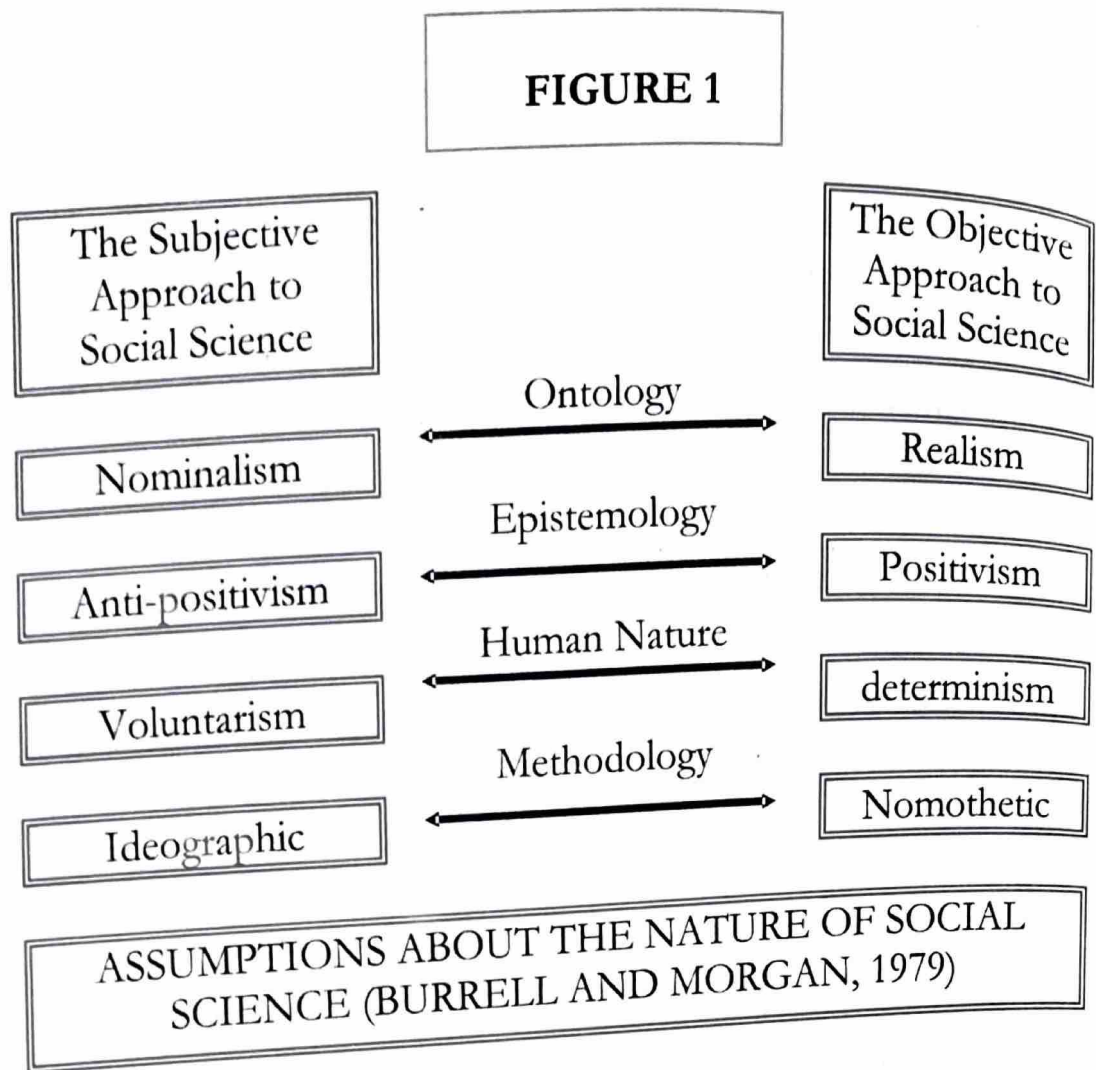 FIGURE 1
The Subjective
Approach to
Social Science
The Objective
Approach to
Social Science
Ontology
Nominalism
Realism
Epistemology
Anti-positivism
Positivism
Human Nature
Voluntarism
determinism
Methodology
Ideographic
Nomothetic
ASSUMPTIONS ABOUT THE NATURE OF SOCIAL
SCIENCE (BURRELL AND MORGAN, 1979)